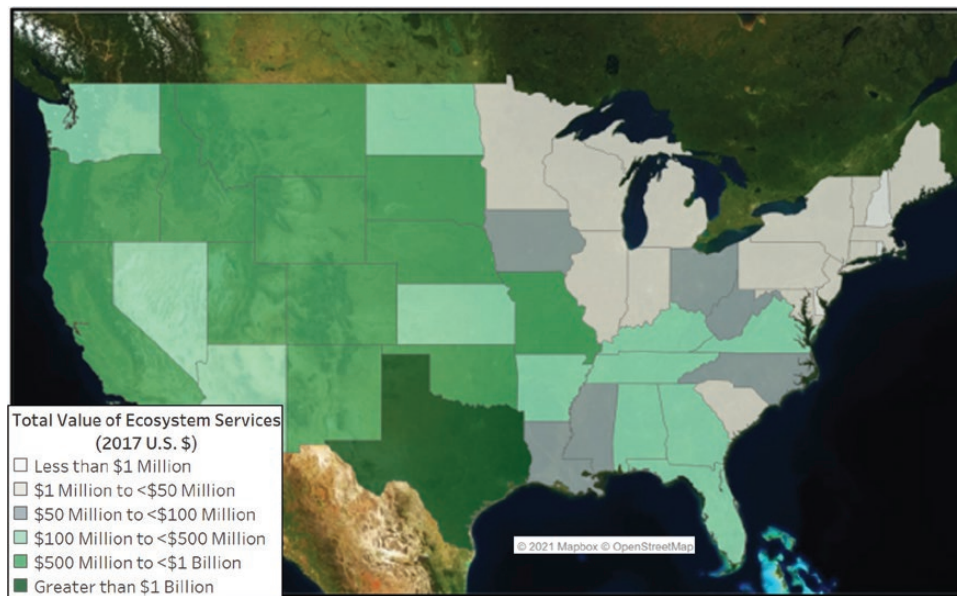 Total Value of Ecosystem Services
(2017 U.S. $)
Less than $1 Million
$1 Million to <$50 Million
$50 Million to <$100 Million
$100 Million to <$500 Million
$500 Million to <$1 Billion
Greater than $1 Billion
© 2021 Mapbox © OpenStreetMap